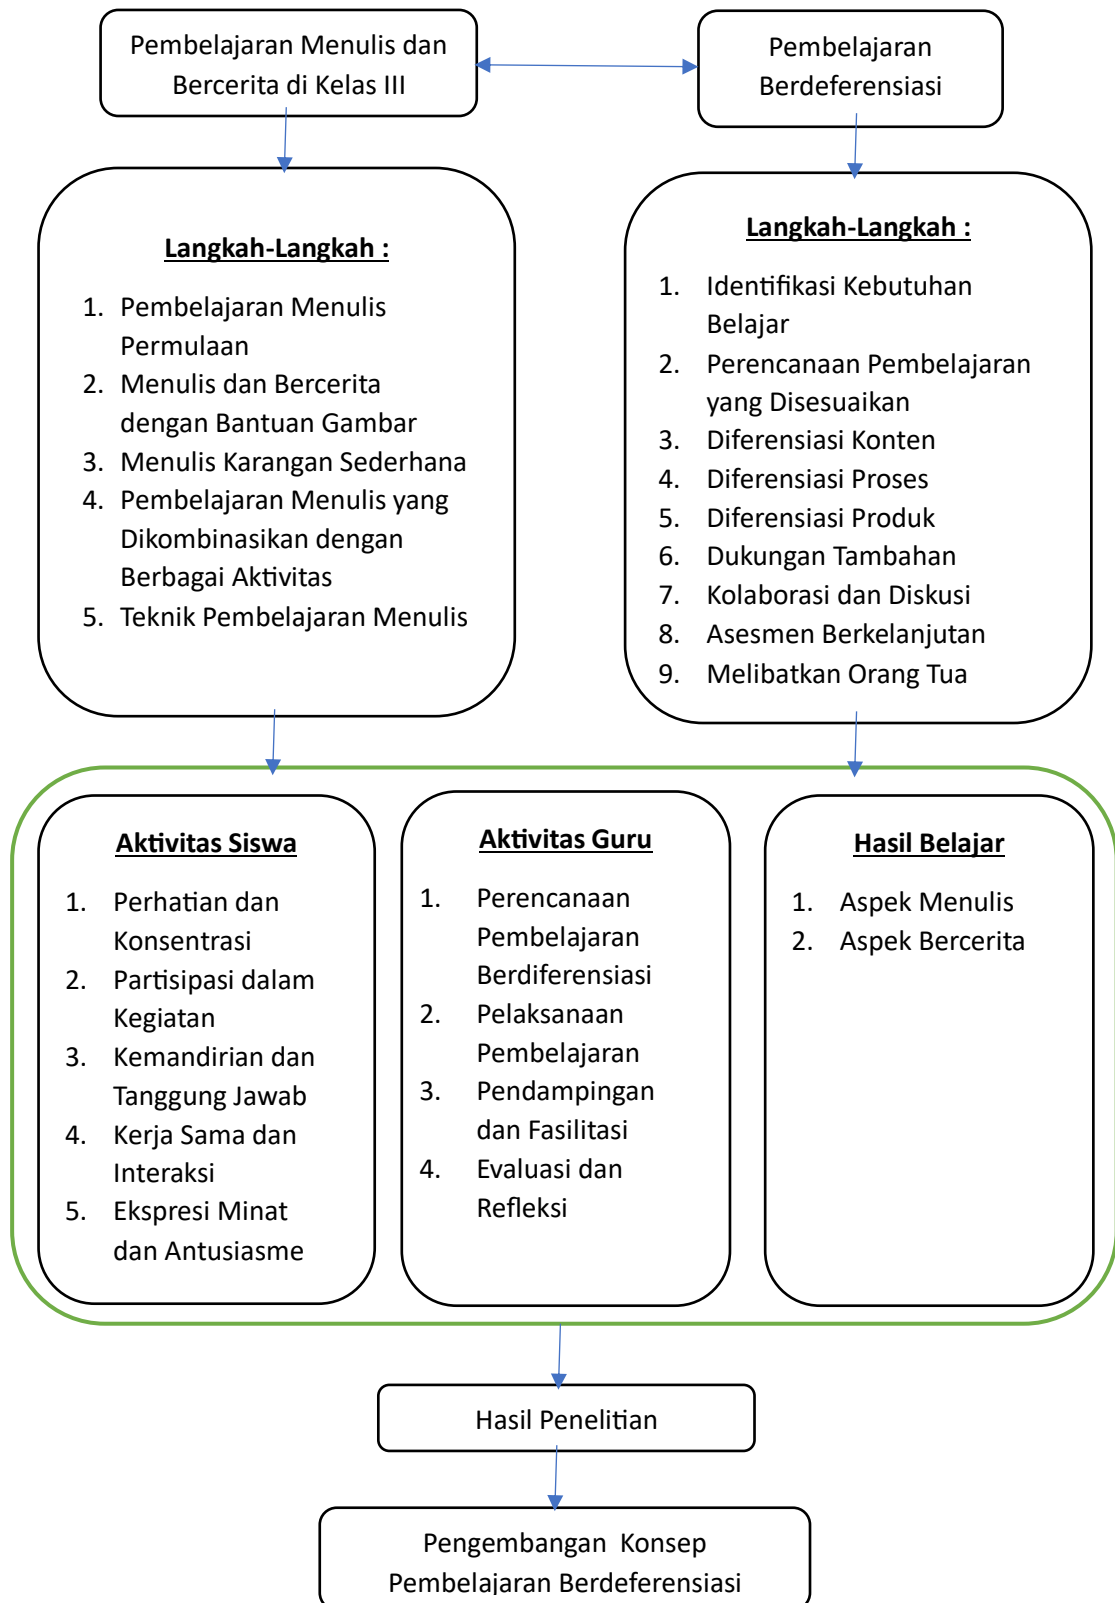 Pembelajaran Menulis dan
Bercerita di Kelas III
Pembelajaran
Berdeferensiasi
Langkah-Langkah :
1. Pembelajaran Menulis
Permulaan
2. Menulis dan Bercerita
dengan Bantuan Gambar
3. Menulis Karangan Sederhana
4. Pembelajaran Menulis yang
Dikombinasikan dengan
Berbagai Aktivitas
5. Teknik Pembelajaran Menulis
Langkah-Langkah :
1. Identifikasi Kebutuhan
Belajar
2. Perencanaan Pembelajaran
yang Disesuaikan
3. Diferensiasi Konten
4. Diferensiasi Proses
5. Diferensiasi Produk
6. Dukungan Tambahan
7. Kolaborasi dan Diskusi
8. Asesmen Berkelanjutan
9. Melibatkan Orang Tua
Aktivitas Siswa
1. Perhatian dan
Konsentrasi
2. Partisipasi dalam
Kegiatan
3. Kemandirian dan
Tanggung Jawab
4. Kerja Sama dan
Interaksi
5. Ekspresi Minat
dan Antusiasme
Aktivitas Guru
1. Perencanaan
Pembelajaran
Berdiferensiasi
2. Pelaksanaan
Pembelajaran
3. Pendampingan
dan Fasilitasi
4. Evaluasi dan
Refleksi
Hasil Belajar
1. Aspek Menulis
2. Aspek Bercerita
Hasil Penelitian
Pengembangan Konsep
Pembelajaran Berdeferensiasi